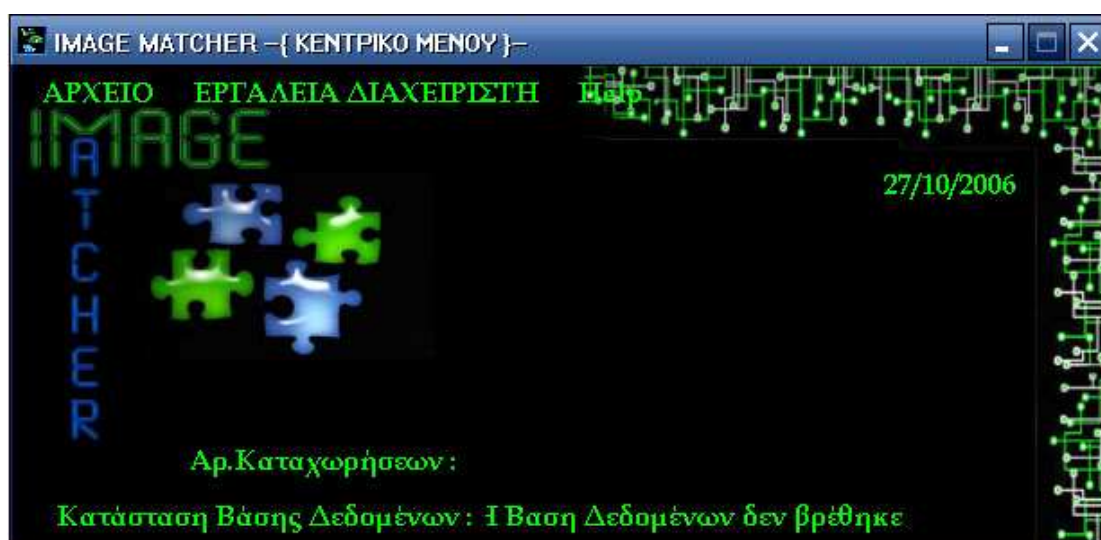 IMAGE MATCHER –{ ΚΕΝΤΡΙΚΟ ΜΕΝΟΥ }–
ΑΡΧΕΙΟ ΕΡΓΑΛΕΙΑ ΔΙΑΧΕΙΡΙΣΤΗ Help
IMAGE
MATCHER
27/10/2006
Αρ.Καταχωρήσεων :
Κατάσταση Βάσης Δεδομένων : Η Βαση Δεδομένων δεν βρέθηκε